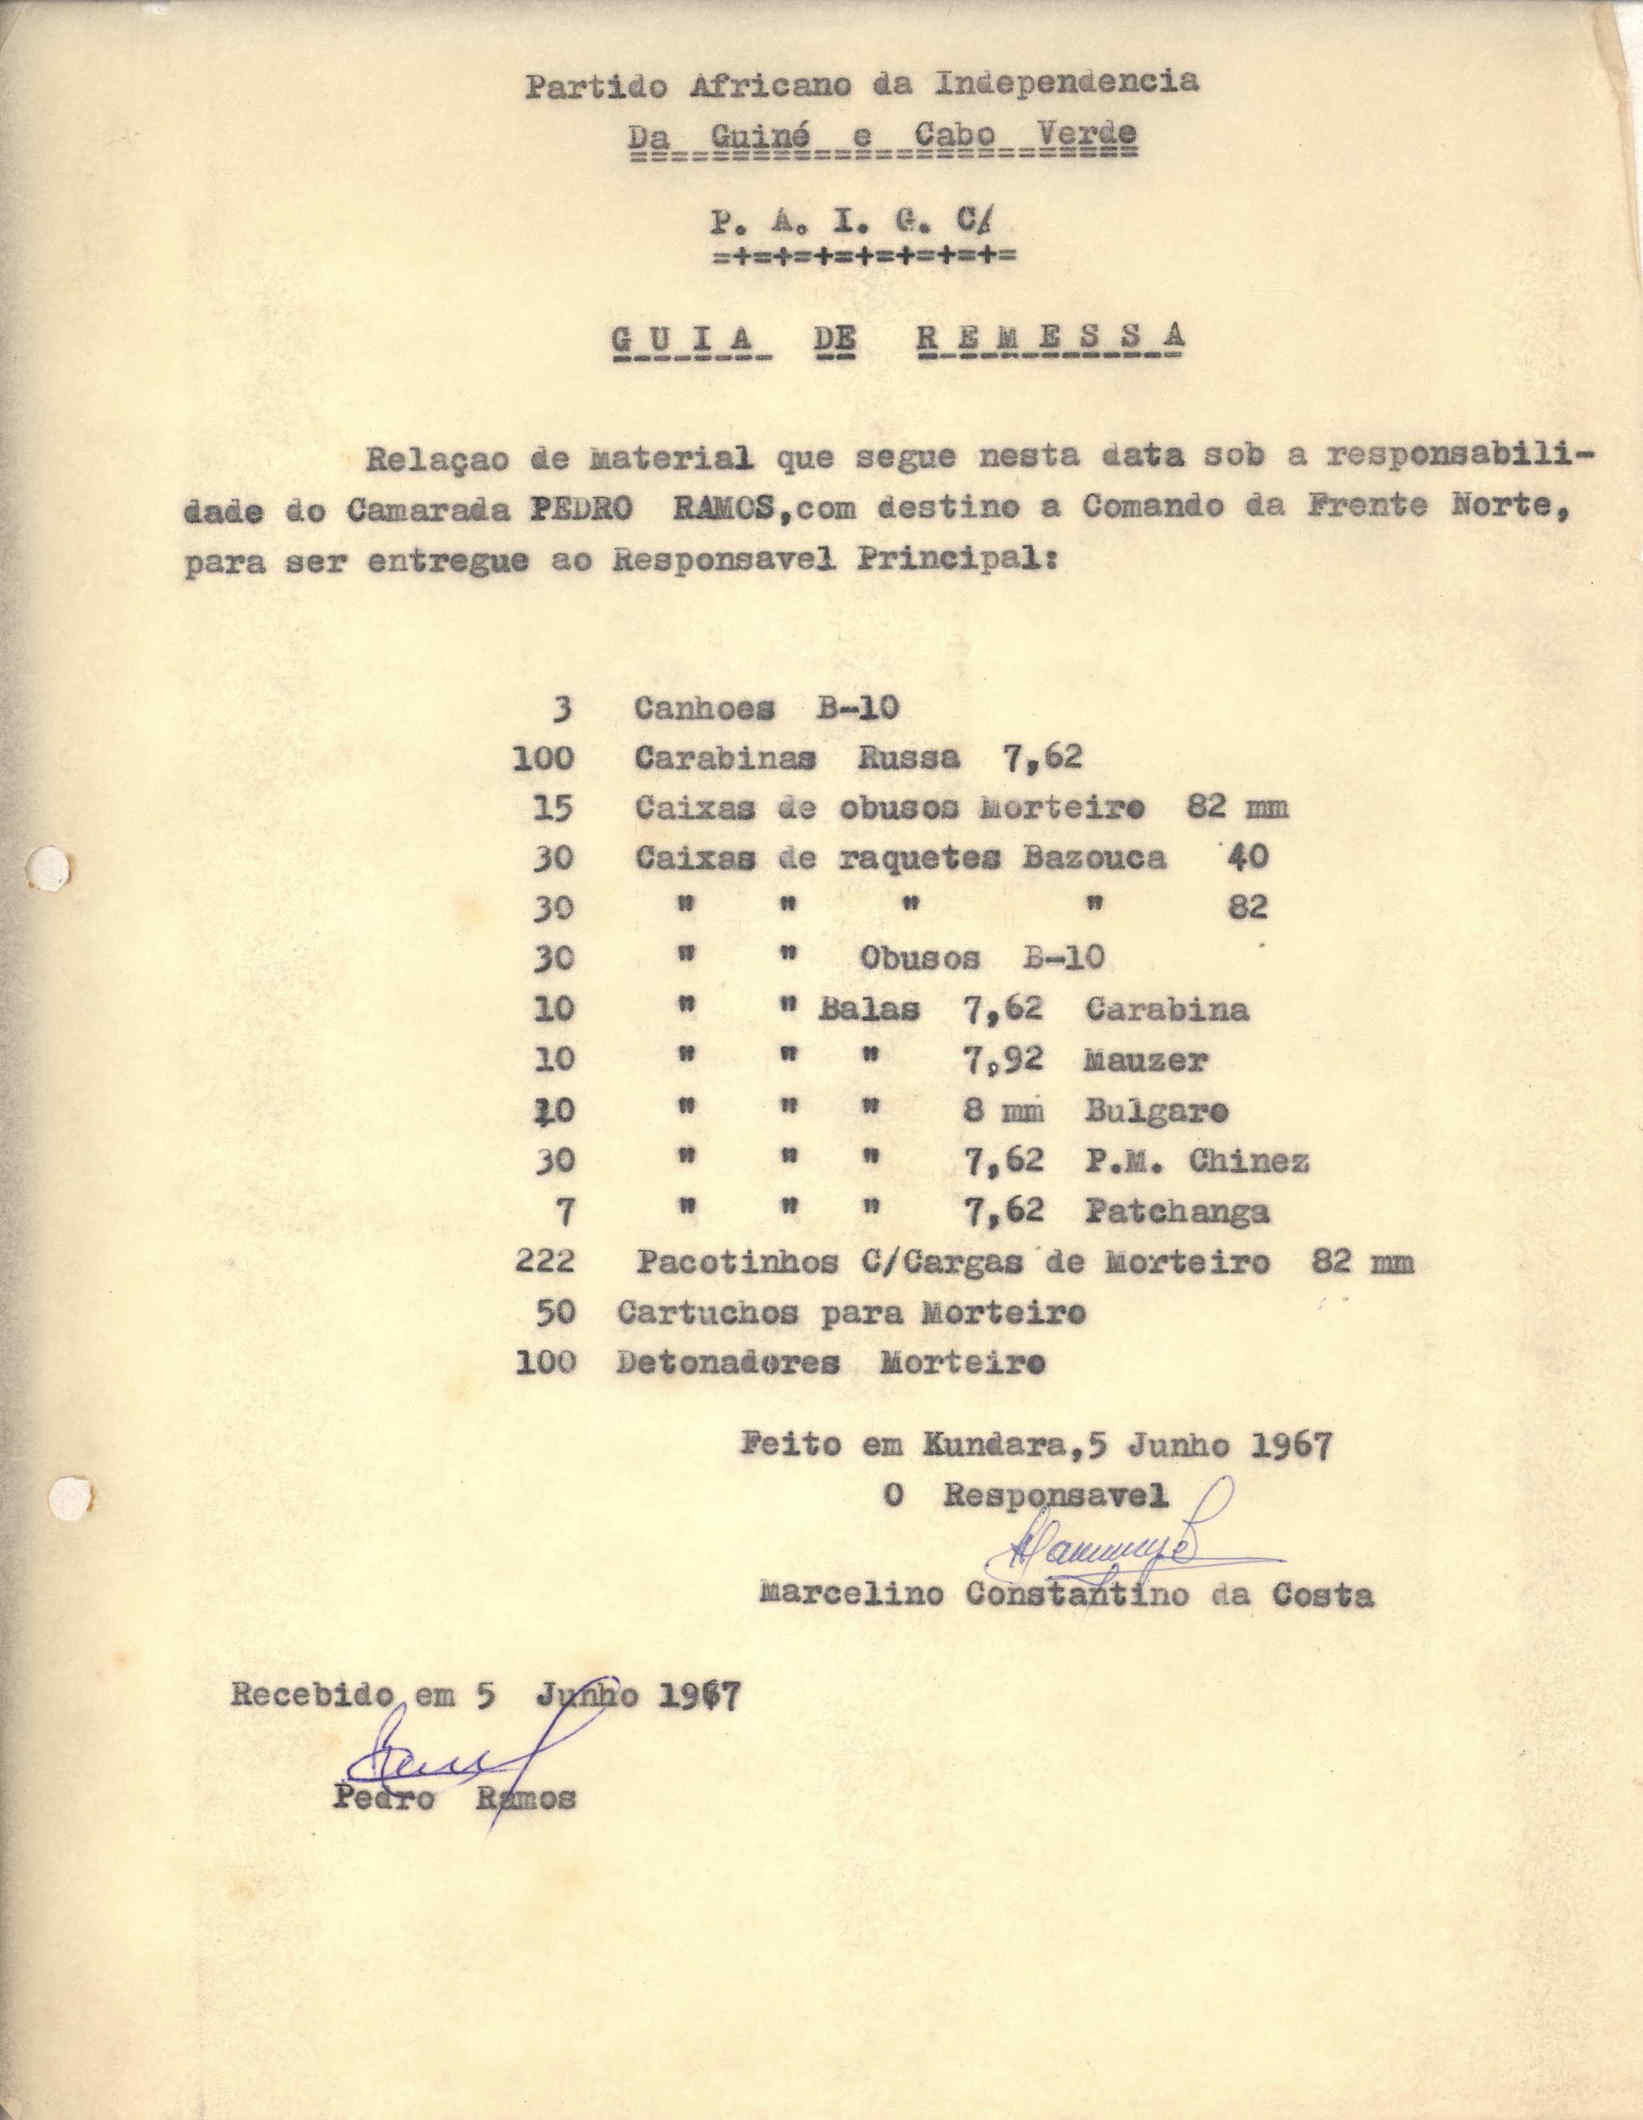 Partido Africano da Independencia
Da Guiné e Cabo Verde
P. A. I. G. C/
=+=+=+=+=+=+=+=
GUIA DE REMESSA
Relaçao de material que segue nesta data sob a responsabili-
dade do Camarada PEDRO RAMOS,com destino a Comando da Frente Norte,
para ser entregue ao Responsavel Principal:
3 Canhoes B-10
100 Carabinas Russa 7,62
15 Caixas de obusos Morteiro 82 mm
30 Caixas de raquetes Bazouca 40
30 " " " " 82
30 " " Obusos B-10
10 " " Balas 7,62 Carabina
10 " " " 7,92 Mauzer
10 " " " 8 mm Bulgaro
30 " " " 7,62 P.M. Chinez
7 " " " 7,62 Patchanga
222 Pacotinhos C/Cargas de Morteiro 82 mm
50 Cartuchos para Morteiro
100 Detonadores Morteiro
Feito em Kundara,5 Junho 1967
O Responsavel
Marcelino Constantino da Costa
Recebido em 5 Junho 1967
Pedro Ramos